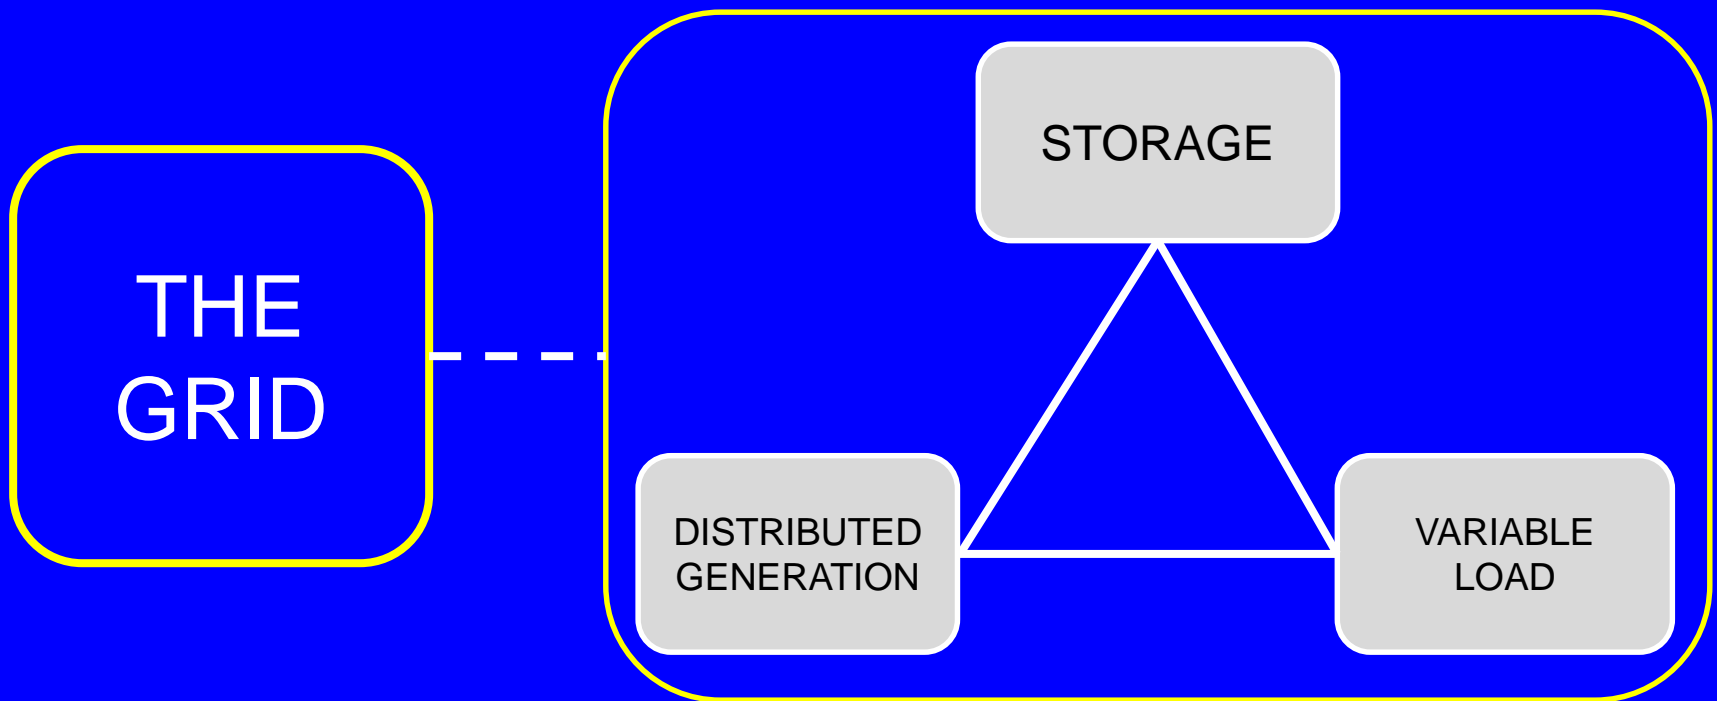 THE
GRID
STORAGE
DISTRIBUTED
GENERATION
VARIABLE
LOAD